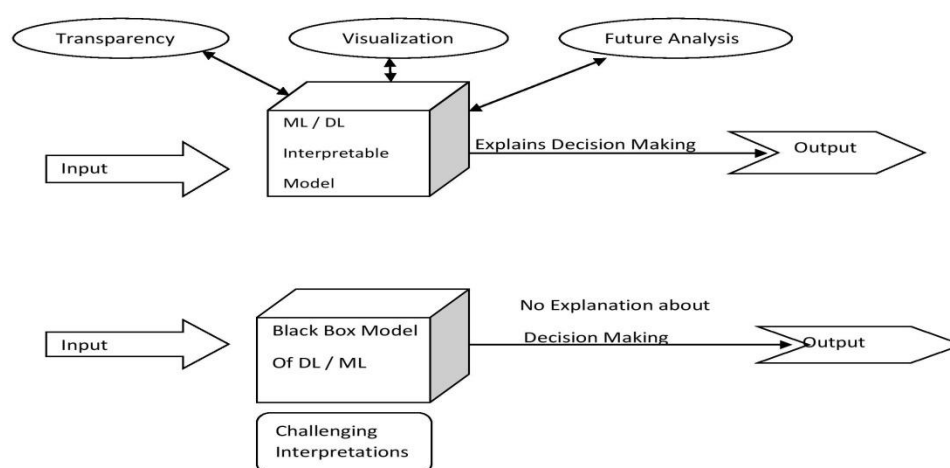 Transparency
Visualization
Future Analysis
Input
ML / DL
Interpretable
Model
Explains Decision Making
Output
Input
Black Box Model
Of DL / ML
No Explanation about
Decision Making
Output
Challenging
Interpretations